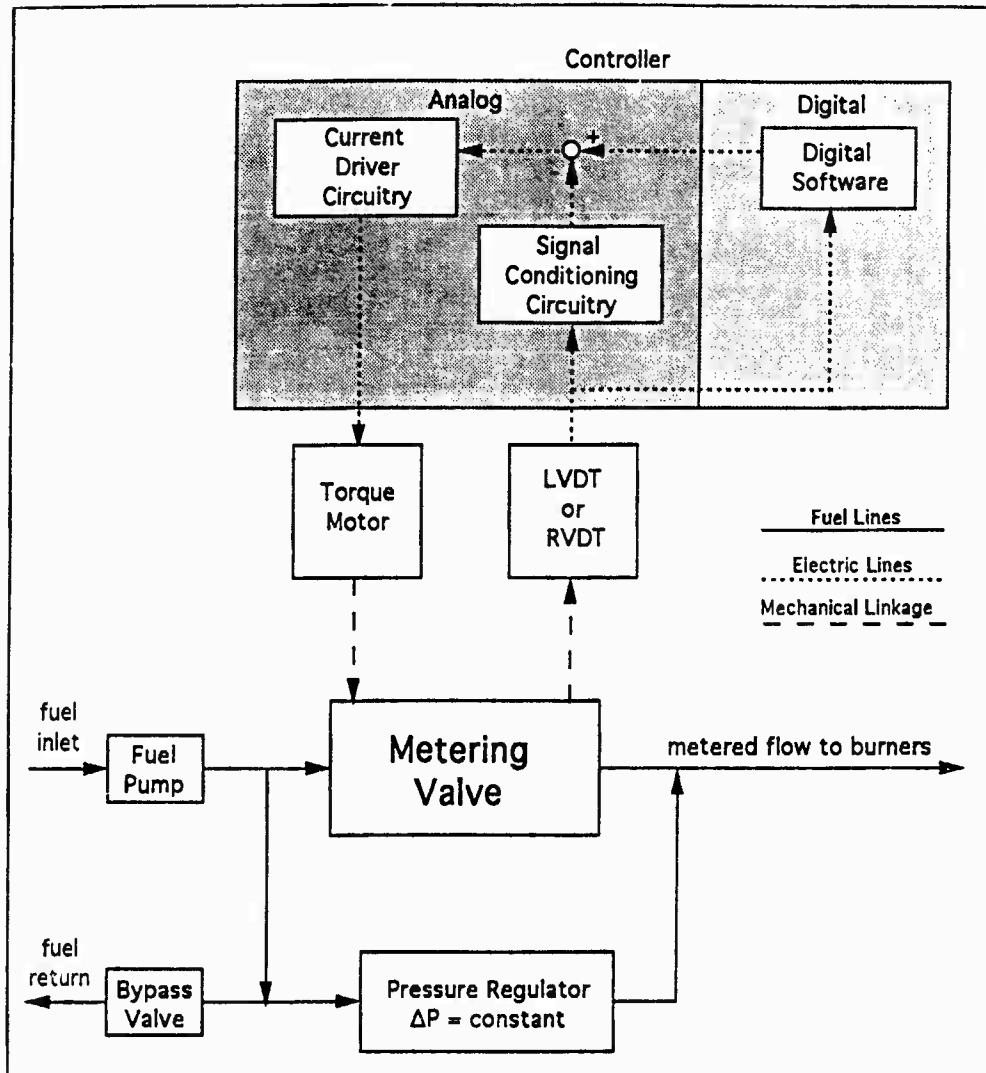 Controller
Analog
Digital
Current
Driver
Circuitry
+
Digital
Software
Signal
Conditioning
Circuitry
Torque
Motor
LVDT
or
RVDT
Fuel Lines
Electric Lines
Mechanical Linkage
fuel
inlet
Fuel
Pump
Metering
Valve
metered flow to burners
fuel
return
Bypass
Valve
Pressure Regulator
ΔP = constant